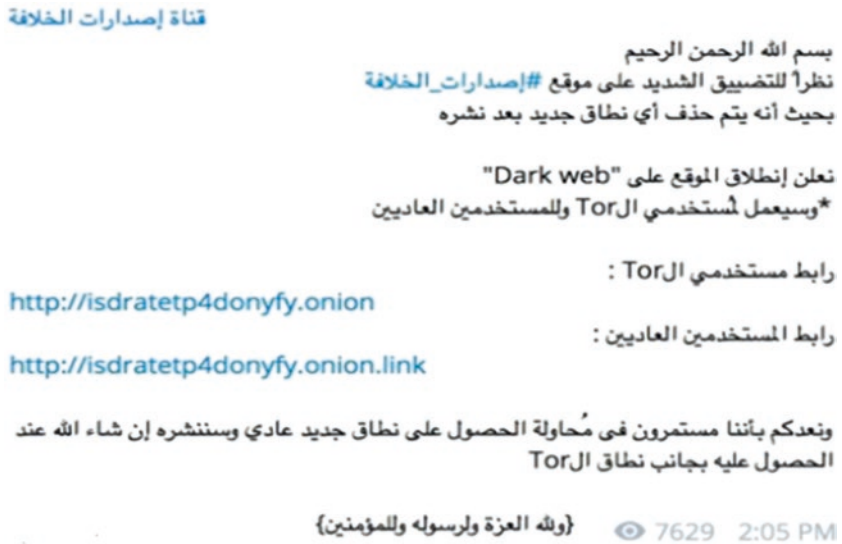 قناة إصدارات الخلافة
بسم الله الرحمن الرحيم
نظراً للتضييق الشديد على موقع #إصدارات_الخلافة
بحيث أنه يتم حذف أي نطاق جديد بعد نشره
نعلن إنطلاق الموقع على "Dark web"
*وسيعمل لمُستخدمي الTor وللمستخدمين العاديين
رابط مستخدمي الTor :
http://isdratetp4donyfy.onion
رابط المستخدمين العاديين :
http://isdratetp4donyfy.onion.link
ونعدكم بأننا مستمرون في مُحاولة الحصول على نطاق جديد عادي وسننشره إن شاء الله عند
الحصول عليه بجانب نطاق الTor
{ولله العزة ولرسوله وللمؤمنين}
7629 2:05 PM